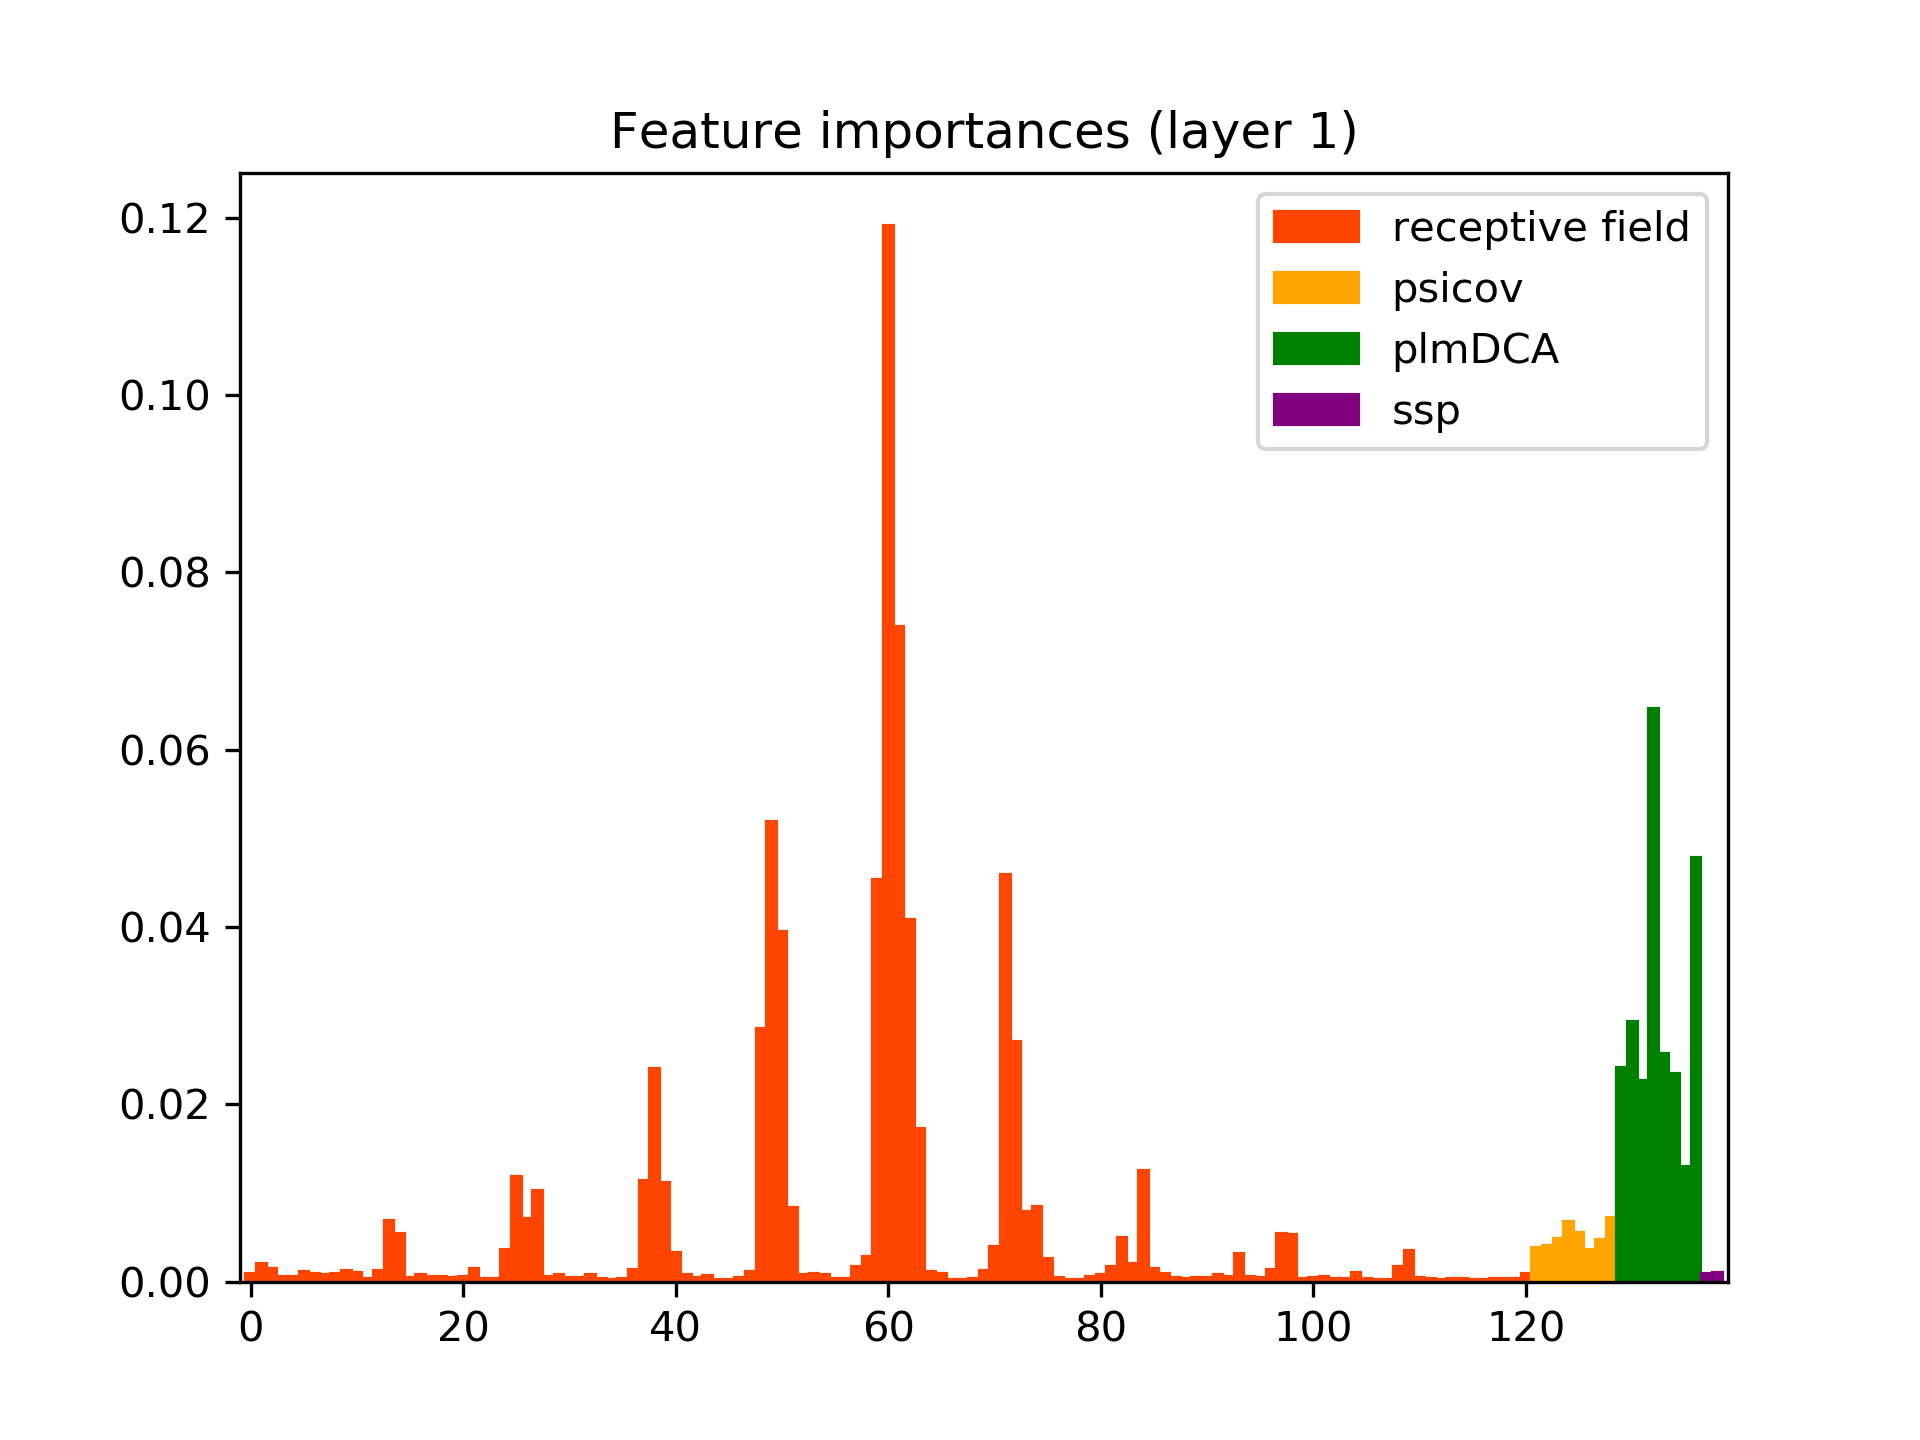 Feature importances (layer 1)
0.12
0.10
0.08
0.06
0.04
0.02
0.00
receptive field
psicov
plmDCA
ssp
0 20 40 60 80 100 120